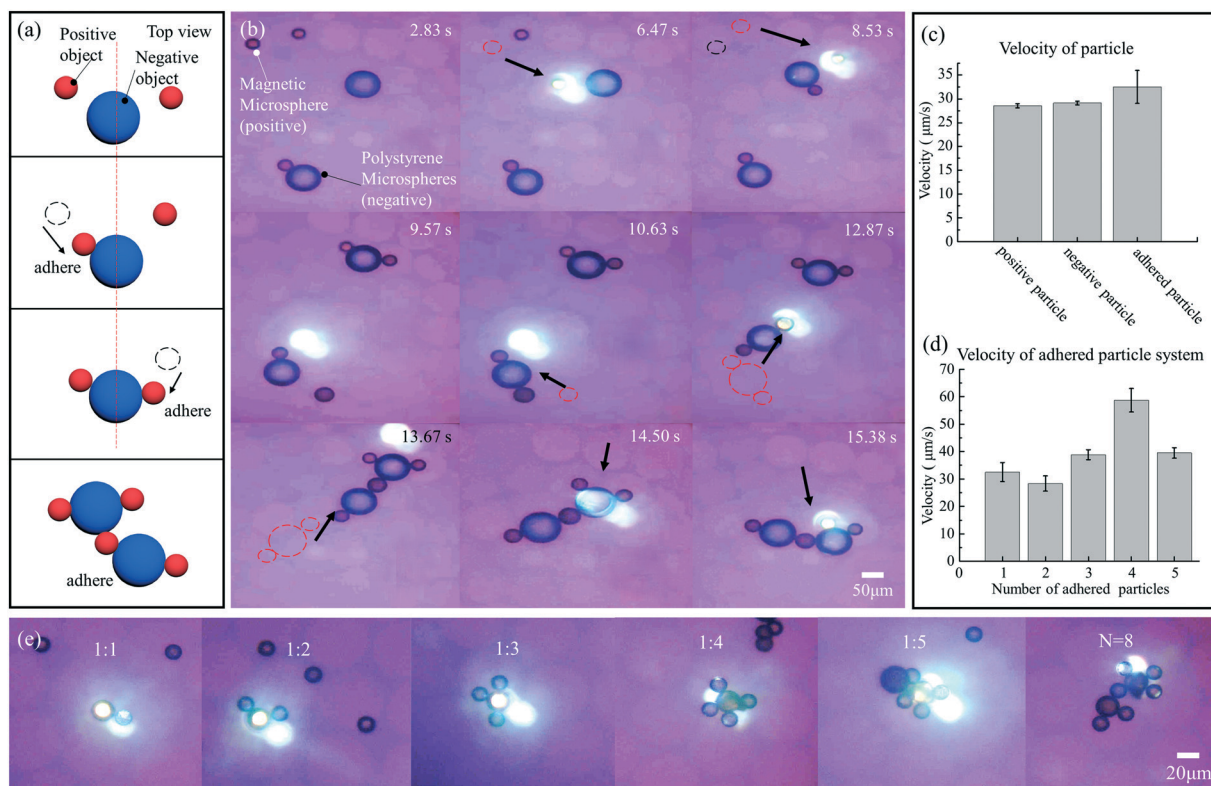 (a)
Positive
object
Top view
Negative
object
adhere
adhere
adhere
(b)
2.83 s
6.47 s
8.53 s
Magnetic
Microsphere
(positive)
Polystyrene
Microspheres
(negative)
9.57 s
10.63 s
12.87 s
13.67 s
14.50 s
15.38 s
50μm
(c)
Velocity of particle
Velocity ( μm/s)
35
30
25
20
15
10
5
0
positive particle
negative particle
adhered particle
(d)
Velocity of adhered particle system
Velocity ( μm/s)
70
60
50
40
30
20
10
0
0 1 2 3 4 5
Number of adhered particles
(e)
1:1
1:2
1:3
1:4
1:5
N=8
20μm